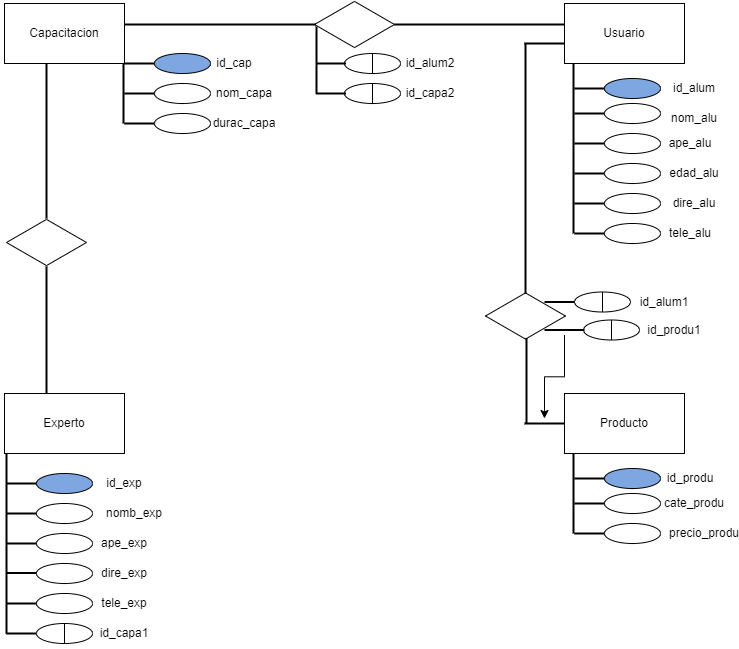 Capacitacion
Usuario
id_cap
nom_capa
durac_capa
id_alum2
id_capa2
id_alum
nom_alu
ape_alu
edad_alu
dire_alu
tele_alu
id_alum1
id_produ1
Experto
Producto
id_exp
nomb_exp
ape_exp
dire_exp
tele_exp
id_capa1
id_produ
cate_produ
precio_produ